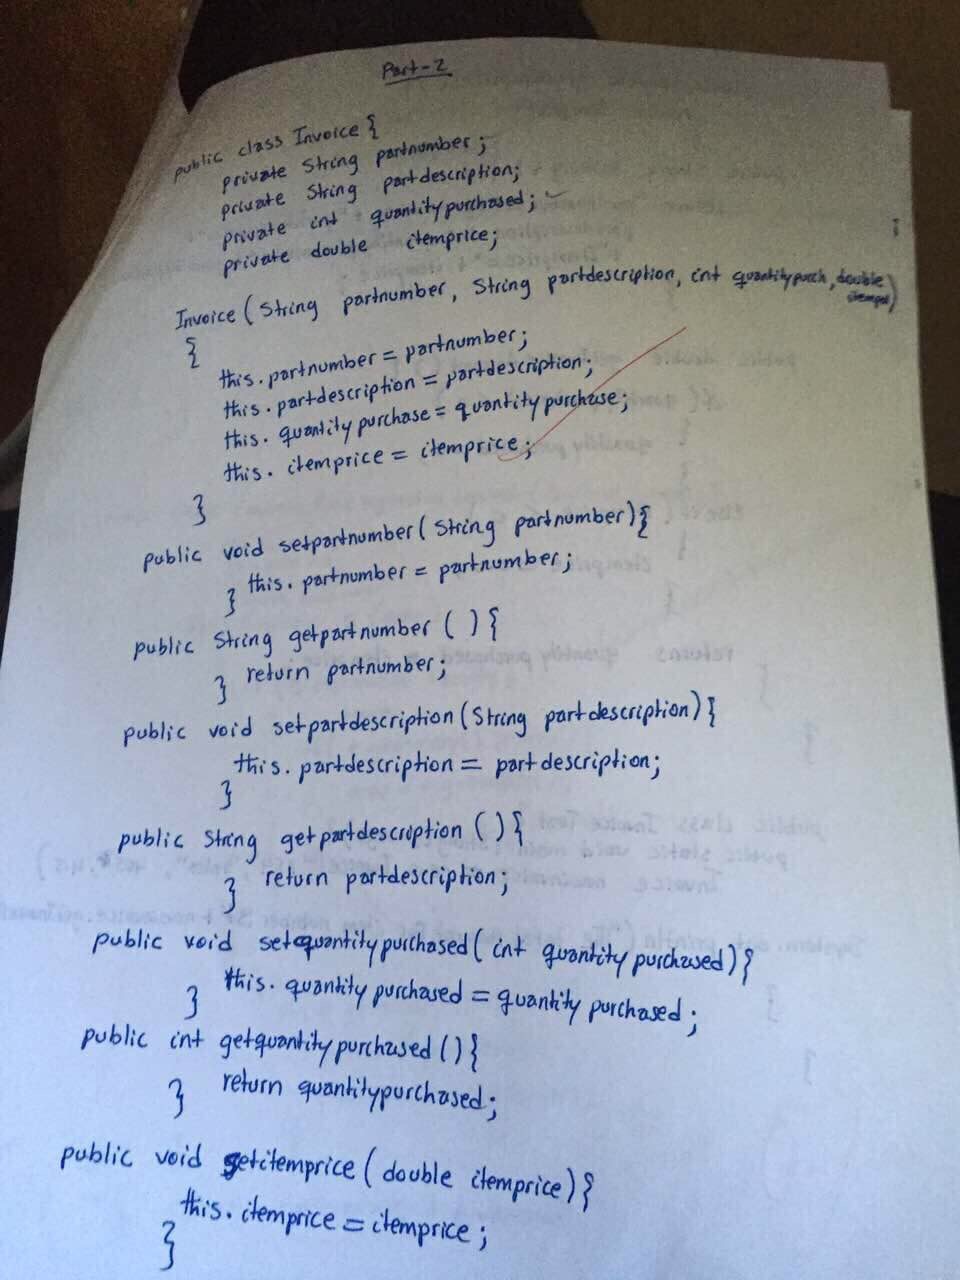 Part-2
public class Invoice {
private String partnumber;
private String partdescription;
private int quantitypurchased;
private double itemprice;
Invoice (String partnumber, String partdescription, int quantitypurch, double
{
this.partnumber = partnumber;
this.partdescription = partdescription;
this.quantitypurchase = quantitypurchase;
this.itemprice = itemprice;
}
public void setpartnumber (String partnumber) {
this.partnumber = partnumber;
}
public String getpartnumber ( ) {
return partnumber;
}
public void setpartdescription (String partdescription) {
this.partdescription = partdescription;
}
public String getpartdescription ( ) {
return partdescription;
}
public void setquantitypurchased (int quantitypurchased) {
this.quantitypurchased = quantitypurchased;
}
public int getquantitypurchased ( ) {
return quantitypurchased;
}
public void setitemprice (double itemprice) {
this.itemprice = itemprice;
}